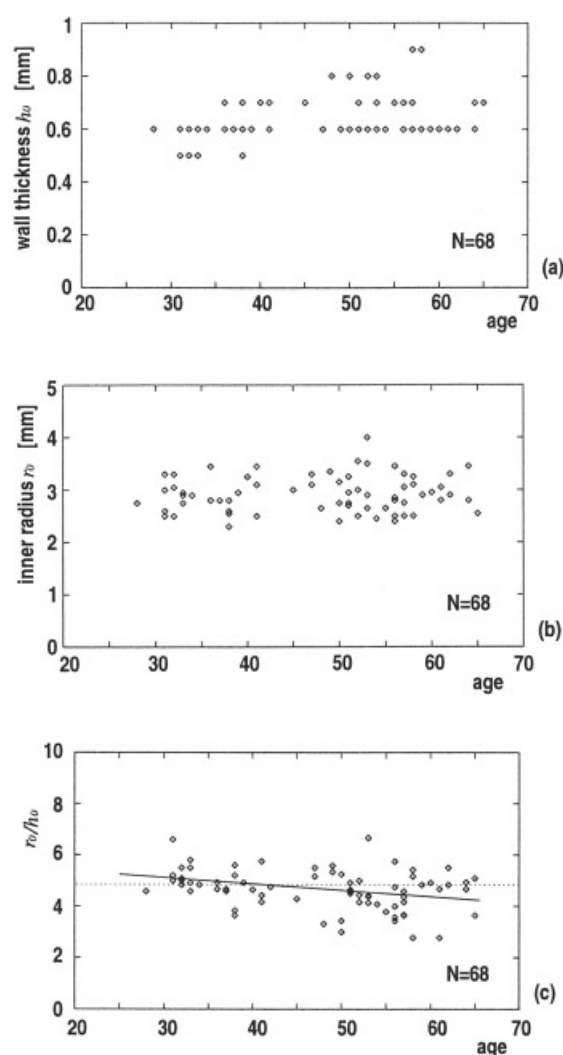 1
0.8
0.6
0.4
0.2
0
wall thickness h₀ [mm]
N=68
20 30 40 50 60 70
age
(a)
5
4
3
2
1
0
inner radius r₀ [mm]
N=68
20 30 40 50 60 70
age
(b)
10
8
6
4
2
0
r₀/h₀
N=68
20 30 40 50 60 70
age
(c)